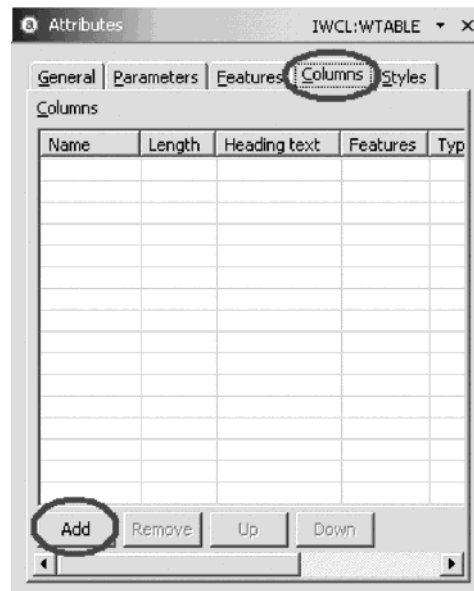 Attributes IWCL:WTABLE
General Parameters Features Columns Styles
Columns
Name Length Heading text Features Typ
Add Remove Up Down